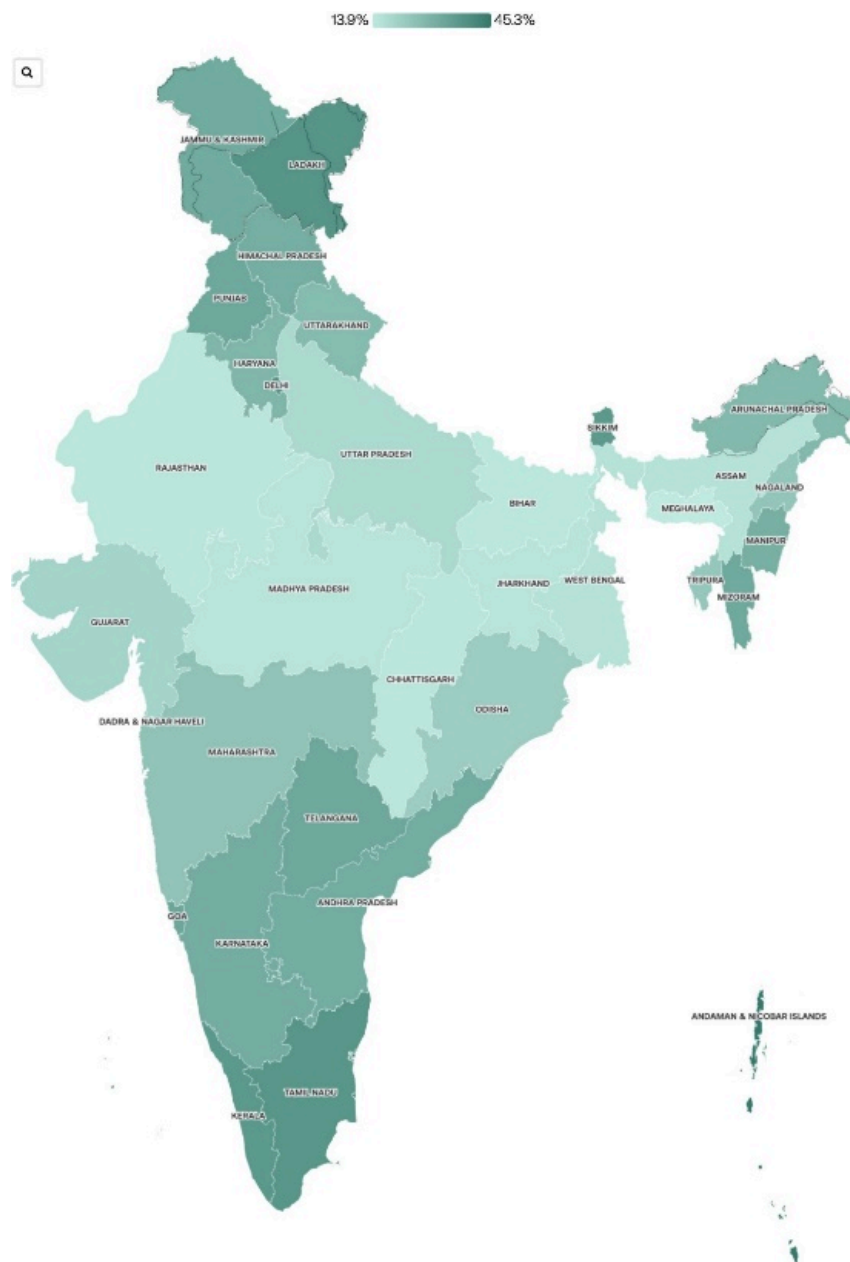 13.9% 45.3%
JAMMU & KASHMIR
LADAKH
HIMACHAL PRADESH
PUNJAB
UTTARAKHAND
HARYANA
DELHI
ARUNACHAL PRADESH
SIKKIM
UTTAR PRADESH
RAJASTHAN
ASSAM
NAGALAND
BIHAR
MEGHALAYA
MANIPUR
TRIPURA
JHARKHAND
WEST BENGAL
MADHYA PRADESH
MIZORAM
GUJARAT
CHHATTISGARH
ODISHA
DADRA & NAGAR HAVELI
MAHARASHTRA
TELANGANA
ANDHRA PRADESH
GOA
KARNATAKA
ANDAMAN & NICOBAR ISLANDS
TAMIL NADU
KERALA